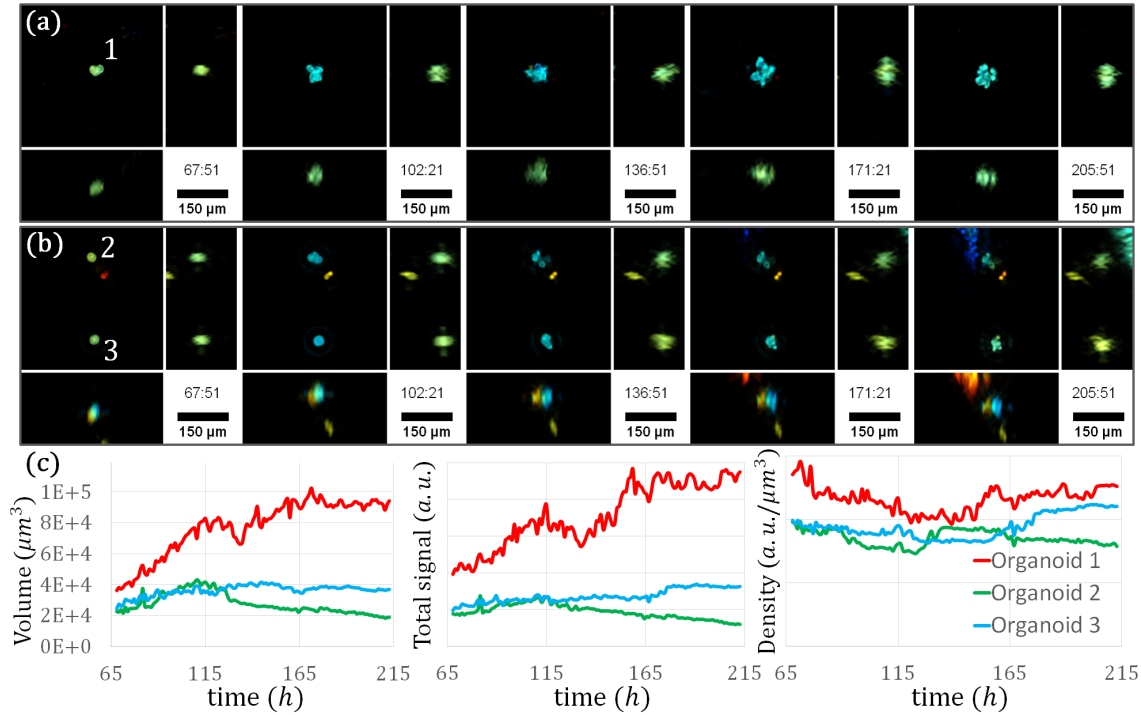 (a)
1
67:51
150 µm
102:21
150 µm
136:51
150 µm
171:21
150 µm
205:51
150 µm
(b)
2
3
67:51
150 µm
102:21
150 µm
136:51
150 µm
171:21
150 µm
205:51
150 µm
(c)
Volume (μm³)
1E+5
8E+4
6E+4
4E+4
2E+4
0E+0
65
115
165
215
time (h)
Total signal (a. u.)
65
115
165
215
time (h)
Density (a. u./μm³)
Organoid 1
Organoid 2
Organoid 3
65
115
165
215
time (h)